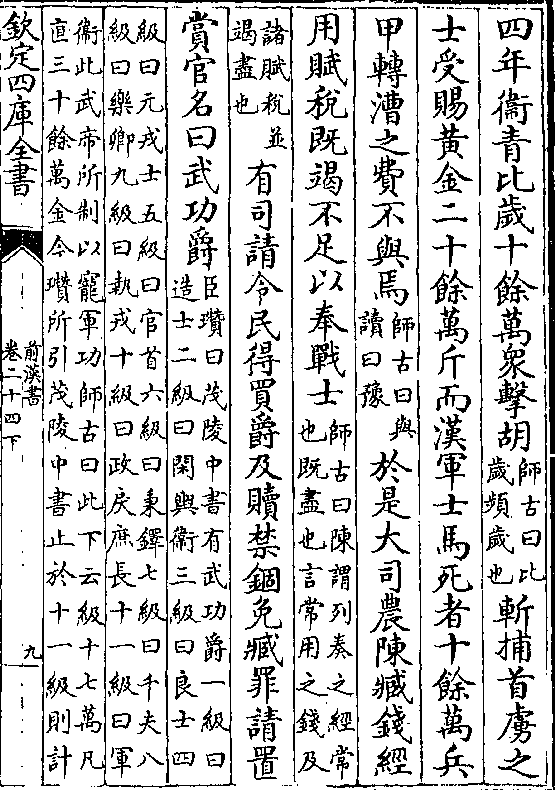 四年衞青比歲十餘萬衆擊胡師古曰比
歲頻歲也斬捕首虜之
士受賜黃金二十餘萬斤而漢軍士馬死者十餘萬兵
甲轉漕之費不與焉師古曰與
讀曰豫於是大司農陳臧錢經
用賦稅既竭不足以奉戰士師古曰陳謂列奏之經常
也既盡也言常用之錢及
諸賦稅並
竭盡也有司請令民得買爵及贖禁錮免臧罪請置
賞官名曰武功爵臣瓚曰茂陵中書有武功爵一級曰
造士二級曰閑興衞三級曰良士四
級曰元戎士五級曰官首六級曰秉鐸七級曰千夫八
級曰樂卿九級曰執戎十級曰政戾庶長十一級曰軍
衞此武帝所制以寵軍功師古曰此下云級十七萬凡
直三十餘萬金今瓚所引茂陵中書止於十一級則計
欽定四庫全書
前漢書
卷二十四下
九